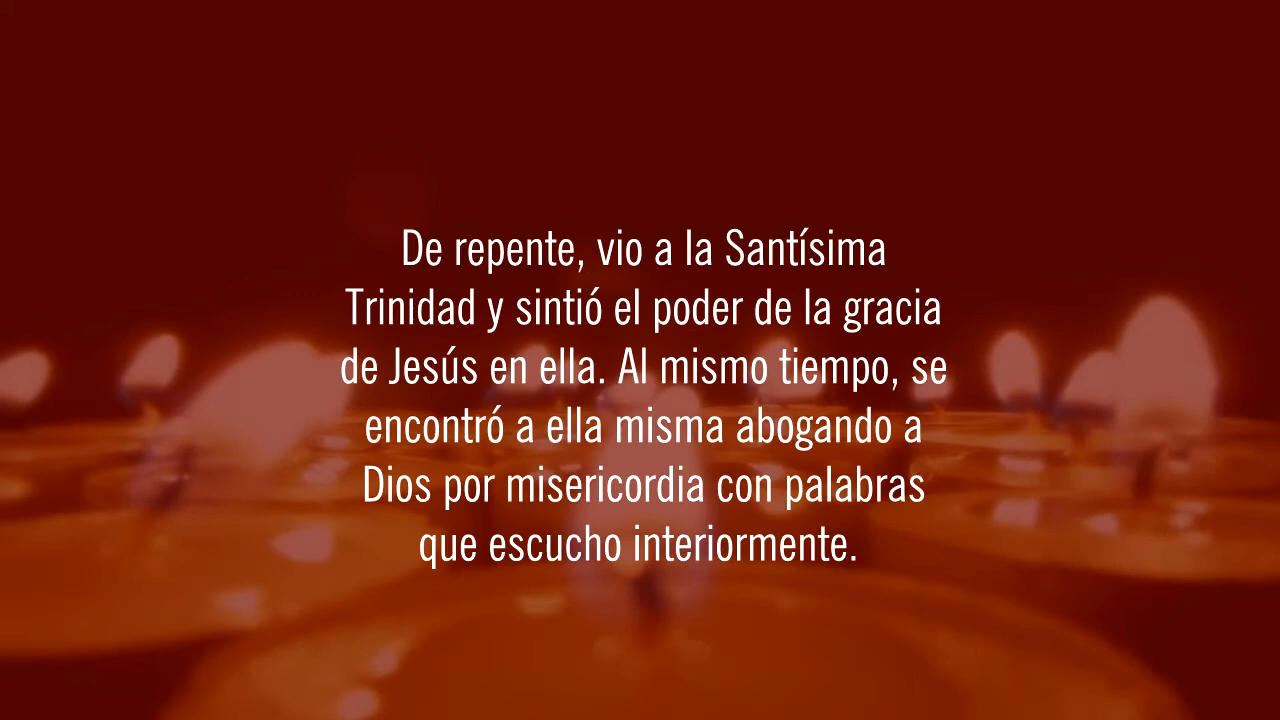 De repente, vio a la Santísima
Trinidad y sintió el poder de la gracia
de Jesús en ella. Al mismo tiempo, se
encontró a ella misma abogando a
Dios por misericordia con palabras
que escucho interiormente.